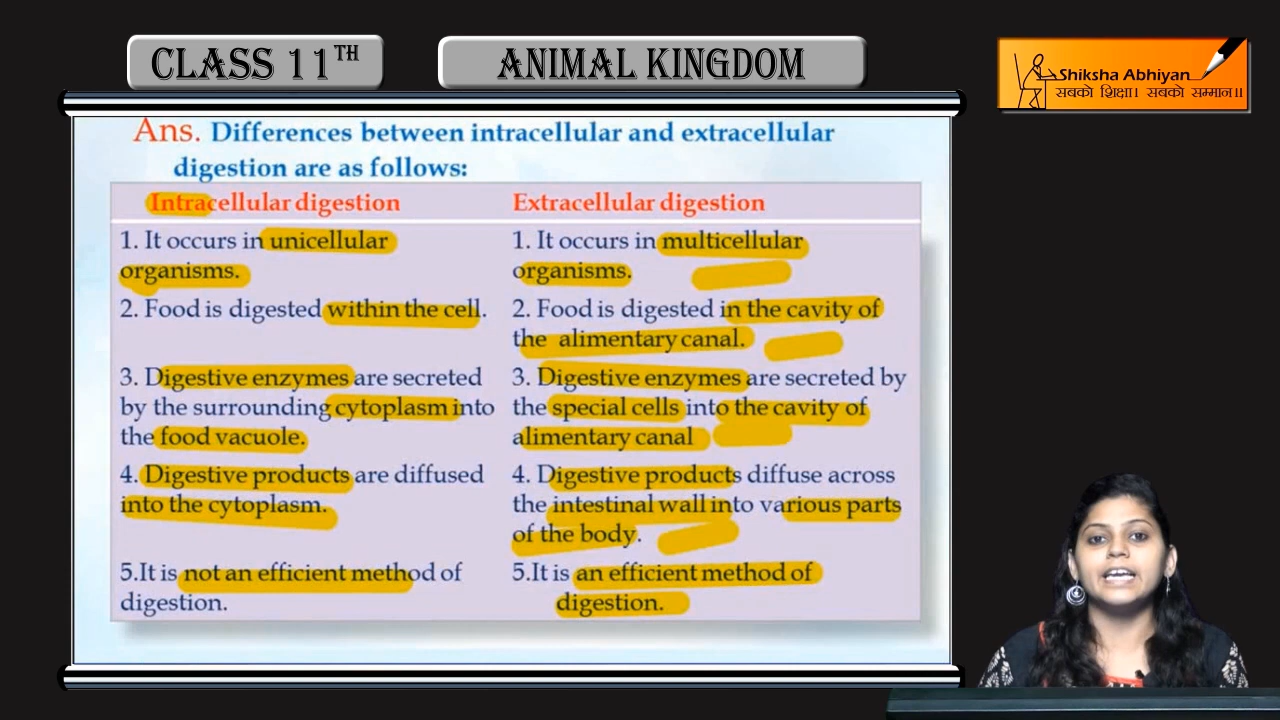 CLASS 11TH
ANIMAL KINGDOM
Shiksha Abhiyan
सबको शिक्षा। सबको सम्मान।।
Ans. Differences between intracellular and extracellular
digestion are as follows:
Intracellular digestion
1. It occurs in unicellular
organisms.
2. Food is digested within the cell.
3. Digestive enzymes are secreted
by the surrounding cytoplasm into
the food vacuole.
4. Digestive products are diffused
into the cytoplasm.
5.It is not an efficient method of
digestion.
Extracellular digestion
1. It occurs in multicellular
organisms.
2. Food is digested in the cavity of
the alimentary canal.
3. Digestive enzymes are secreted by
the special cells into the cavity of
alimentary canal
4. Digestive products diffuse across
the intestinal wall into various parts
of the body.
5.It is an efficient method of
digestion.